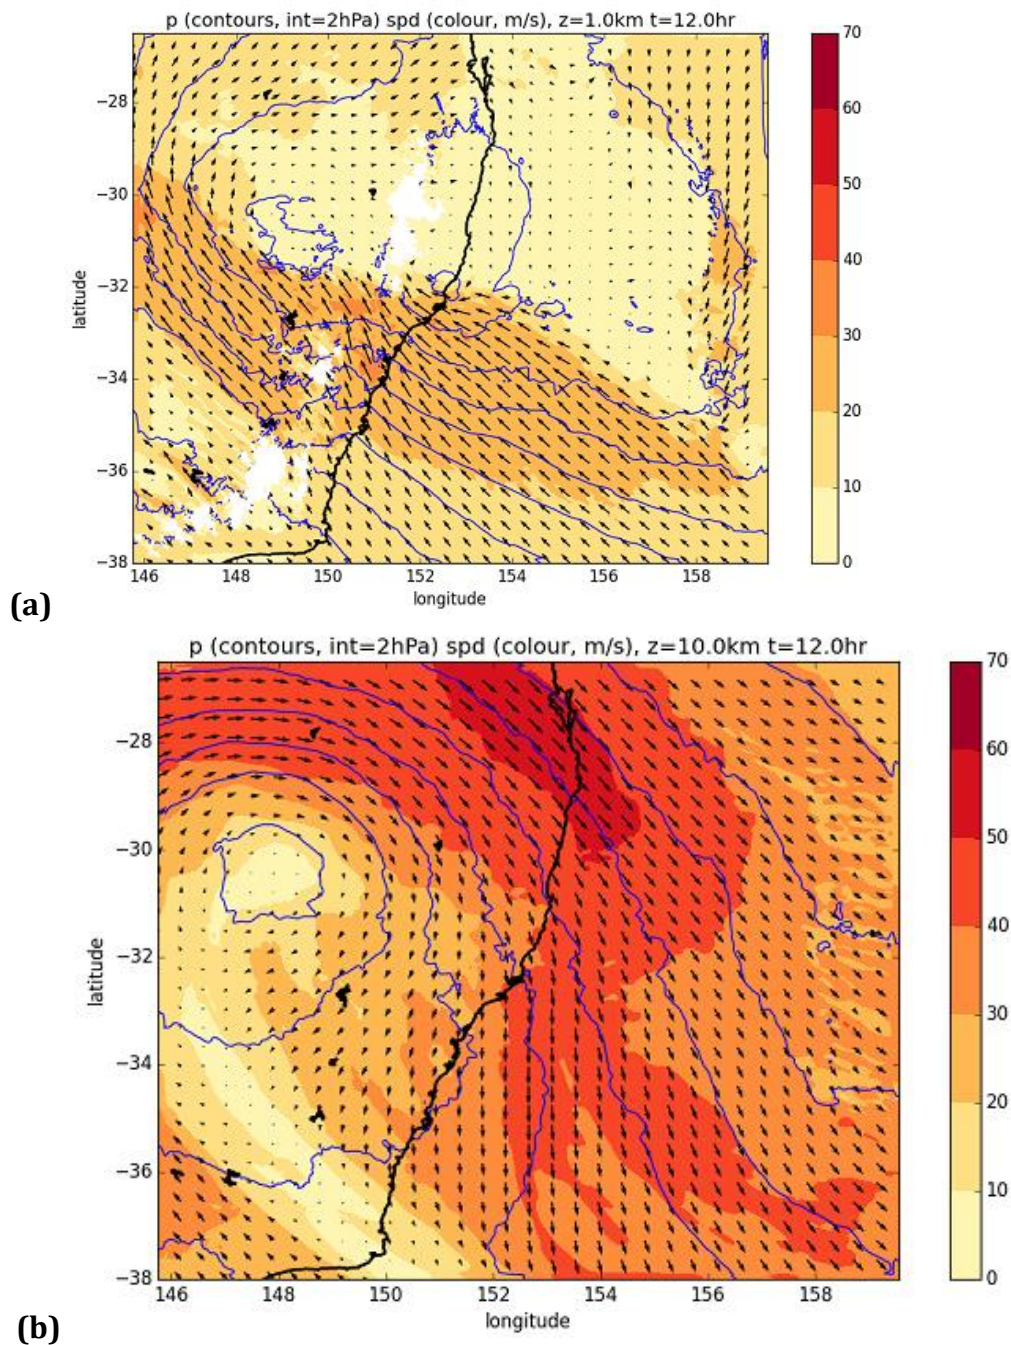 p (contours, int=2hPa) spd (colour, m/s), z=1.0km t=12.0hr
70
60
50
40
30
20
10
0
−28
−30
−32
−34
−36
−38
latitude
146 148 150 152 154 156 158
longitude
(a)
p (contours, int=2hPa) spd (colour, m/s), z=10.0km t=12.0hr
70
60
50
40
30
20
10
0
−28
−30
−32
−34
−36
−38
latitude
146 148 150 152 154 156 158
longitude
(b)